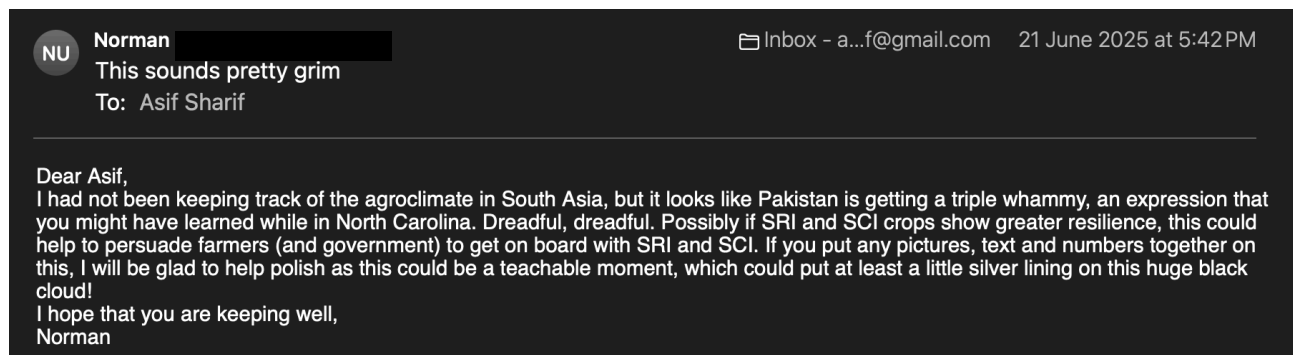 NU
Norman
Inbox - a...f@gmail.com 21 June 2025 at 5:42 PM
This sounds pretty grim
To: Asif Sharif
Dear Asif,
I had not been keeping track of the agroclimate in South Asia, but it looks like Pakistan is getting a triple whammy, an expression that
you might have learned while in North Carolina. Dreadful, dreadful. Possibly if SRI and SCI crops show greater resilience, this could
help to persuade farmers (and government) to get on board with SRI and SCI. If you put any pictures, text and numbers together on
this, I will be glad to help polish as this could be a teachable moment, which could put at least a little silver lining on this huge black
cloud!
I hope that you are keeping well,
Norman